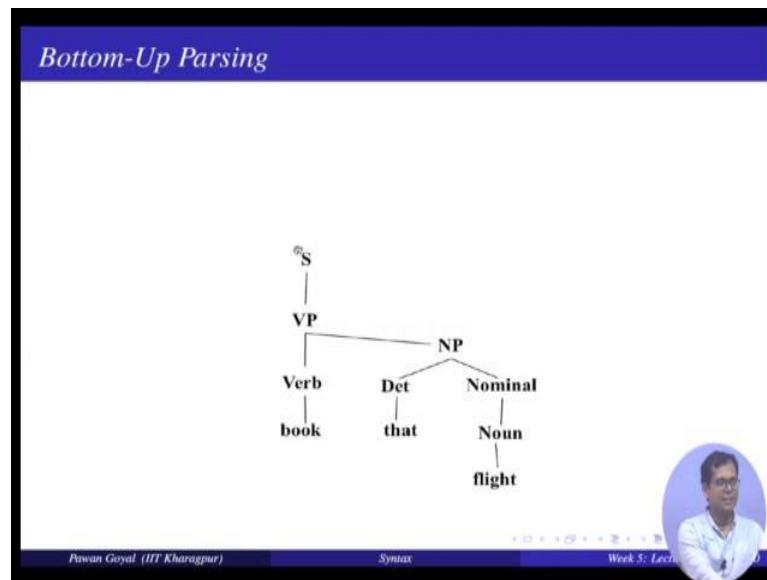 Bottom-Up Parsing
S
VP
NP
Verb
Det
Nominal
book
that
Noun
flight
Pawan Goyal (IIT Kharagpur)
Syntax
Week 5: